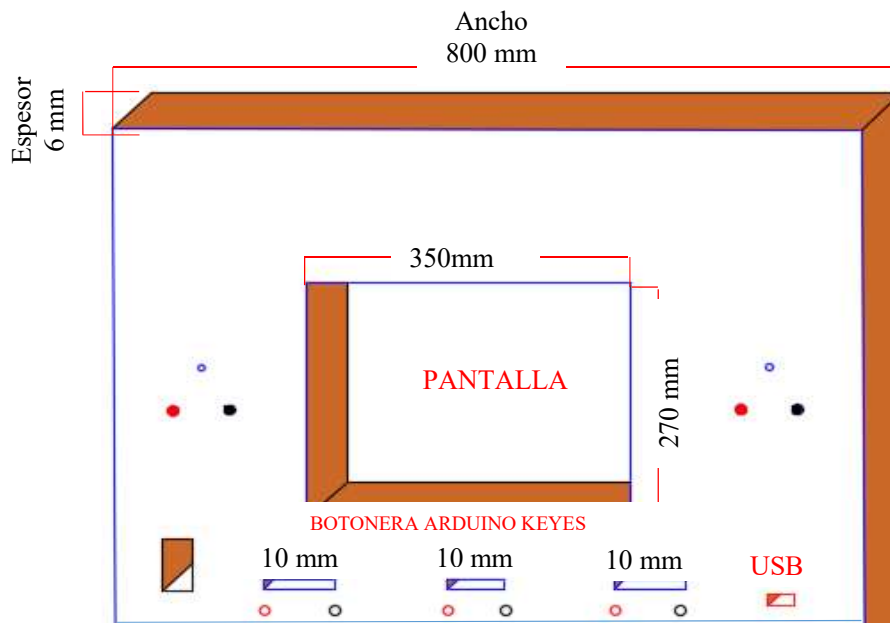 Ancho
800 mm
Espesor
6 mm
350mm
PANTALLA
270 mm
BOTONERA ARDUINO KEYES
10 mm
10 mm
10 mm
USB